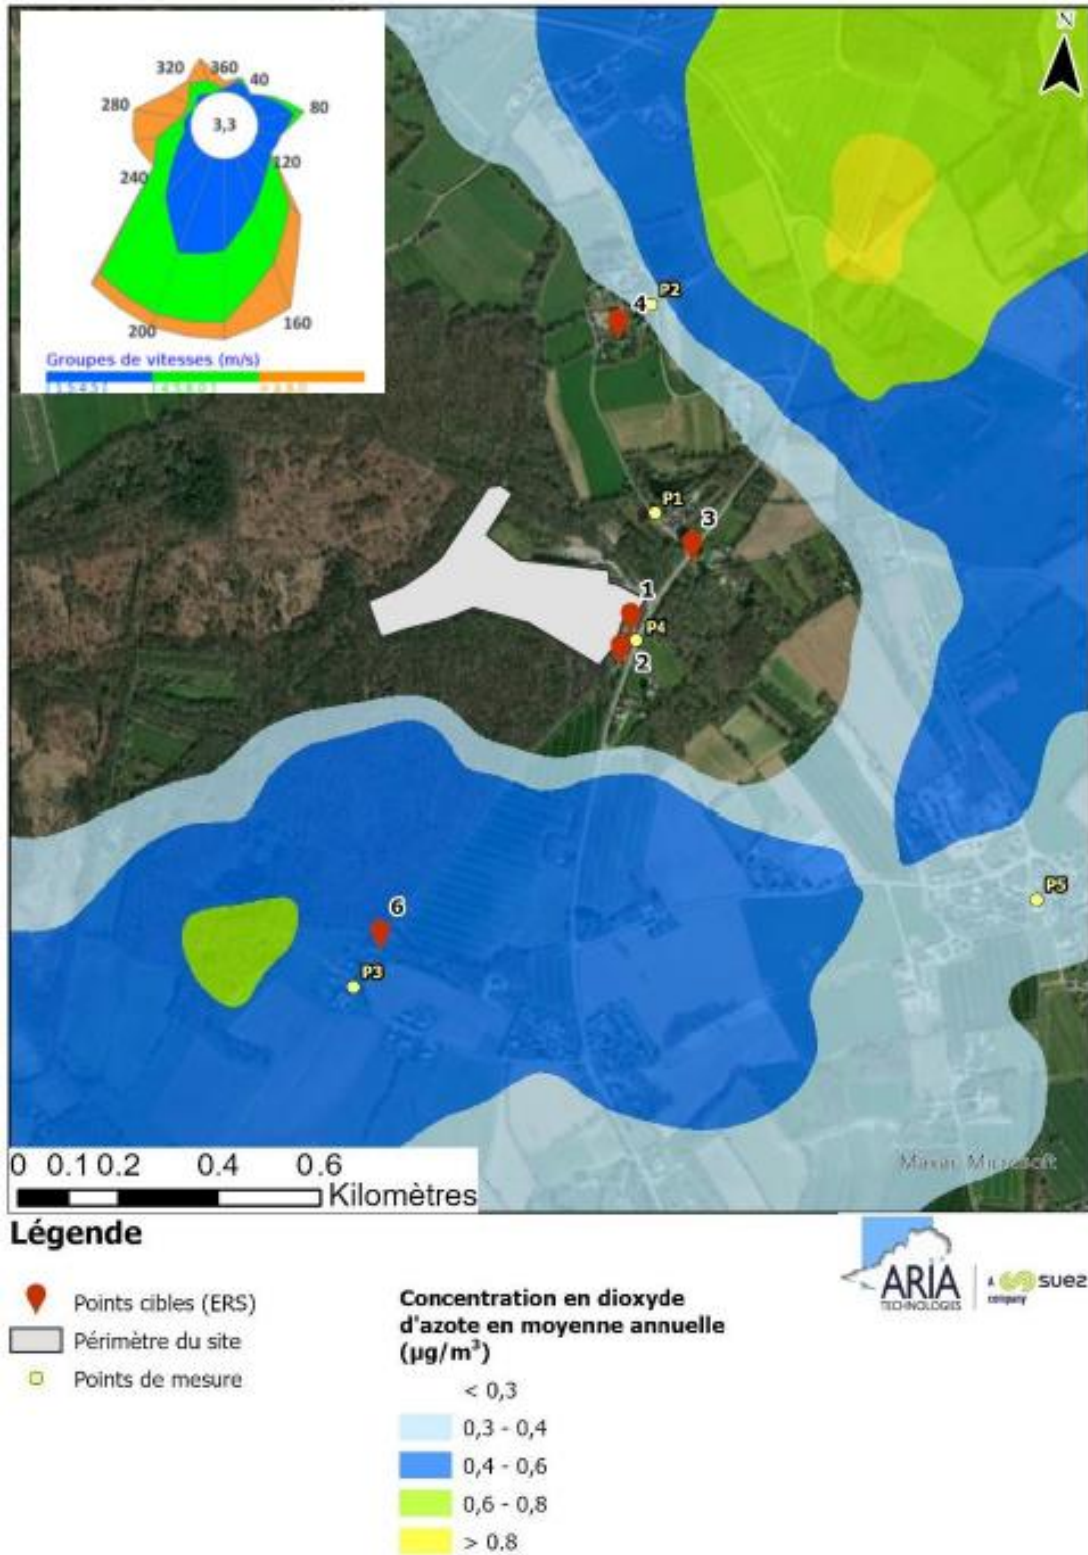 N
320
360
40
280
80
3,3
120
240
200
160
Groupes de vitesses (m/s)
P2
4
P1
3
1
P4
2
6
P5
P3
Maxar, Microsoft
0 0.1 0.2 0.4 0.6
Kilomètres
Légende
Points cibles (ERS)
Périmètre du site
Points de mesure
Concentration en dioxyde
d'azote en moyenne annuelle
(µg/m³)
< 0,3
0,3 - 0,4
0,4 - 0,6
0,6 - 0,8
> 0.8
ARIA
TECHNOLOGIES
A suez
company